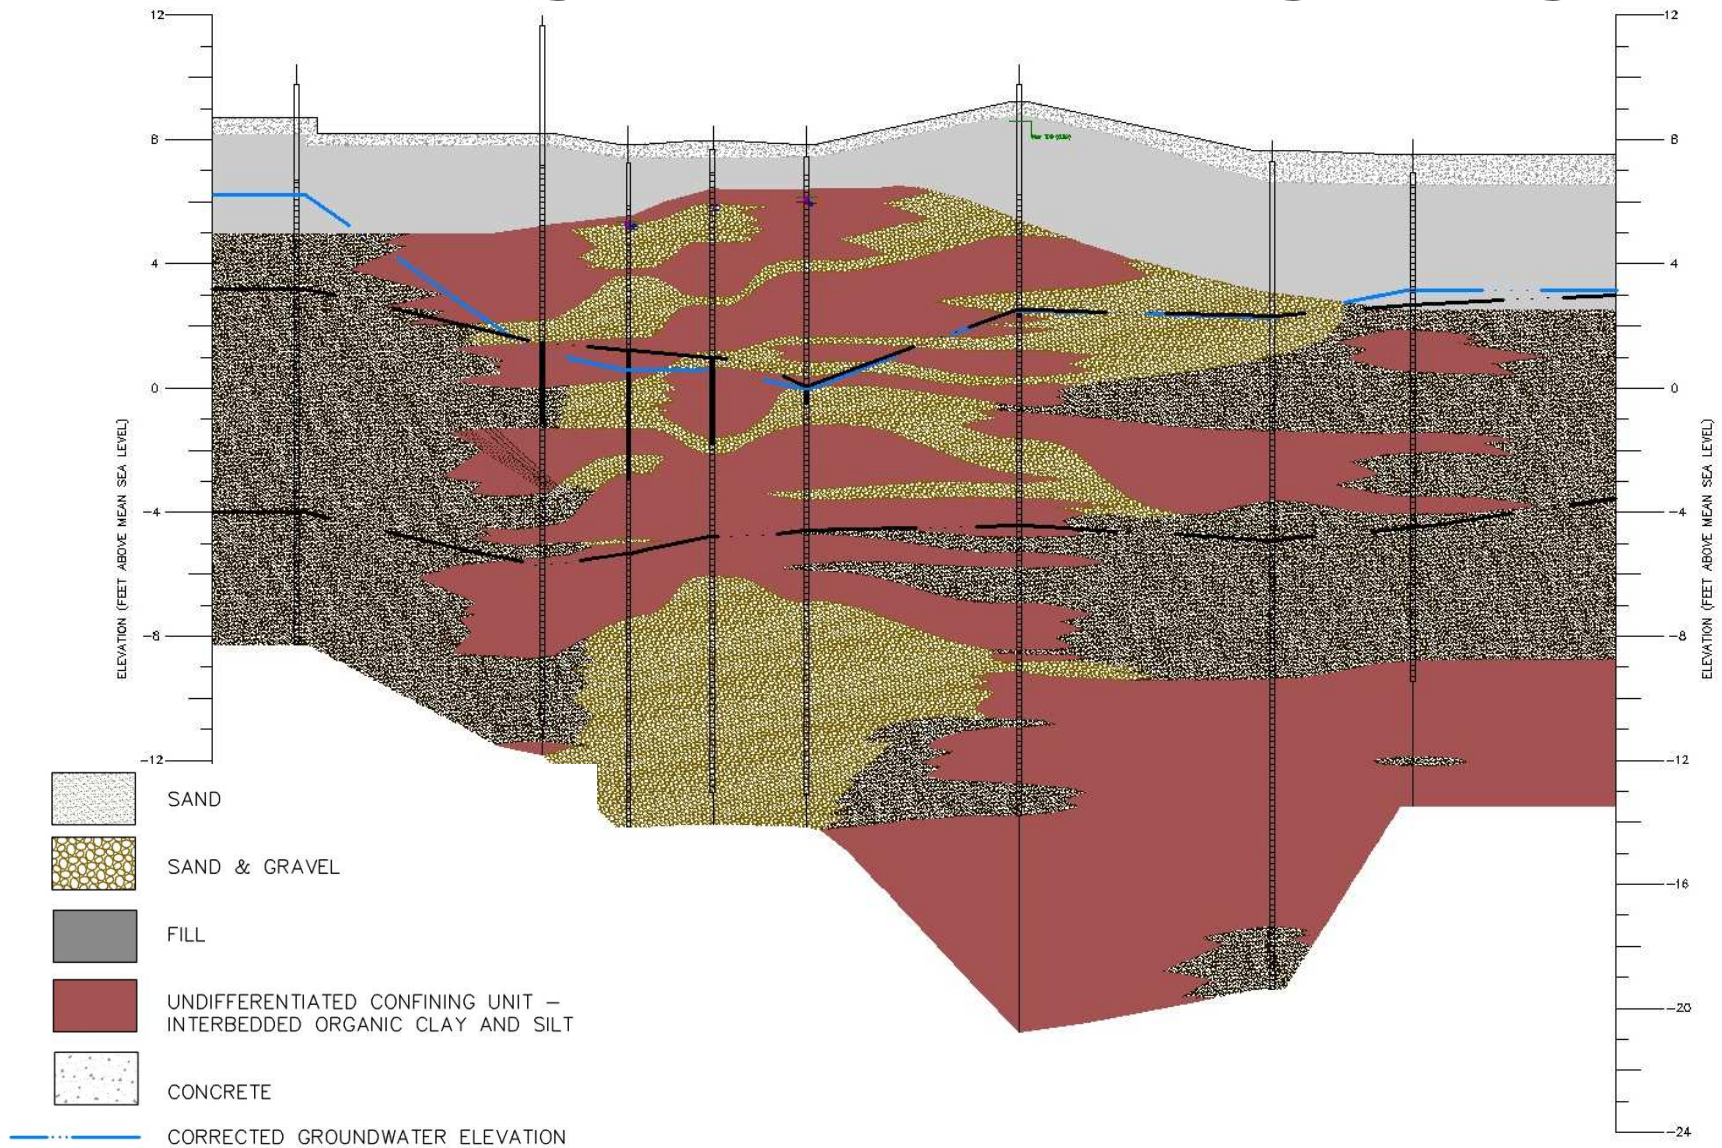 12
8
4
0
-4
-8
-12
ELEVATION (FEET ABOVE MEAN SEA LEVEL)
12
8
4
0
-4
-8
-12
-16
-20
-24
ELEVATION (FEET ABOVE MEAN SEA LEVEL)
SAND
SAND & GRAVEL
FILL
UNDIFFERENTIATED CONFINING UNIT –
INTERBEDDED ORGANIC CLAY AND SILT
CONCRETE
CORRECTED GROUNDWATER ELEVATION